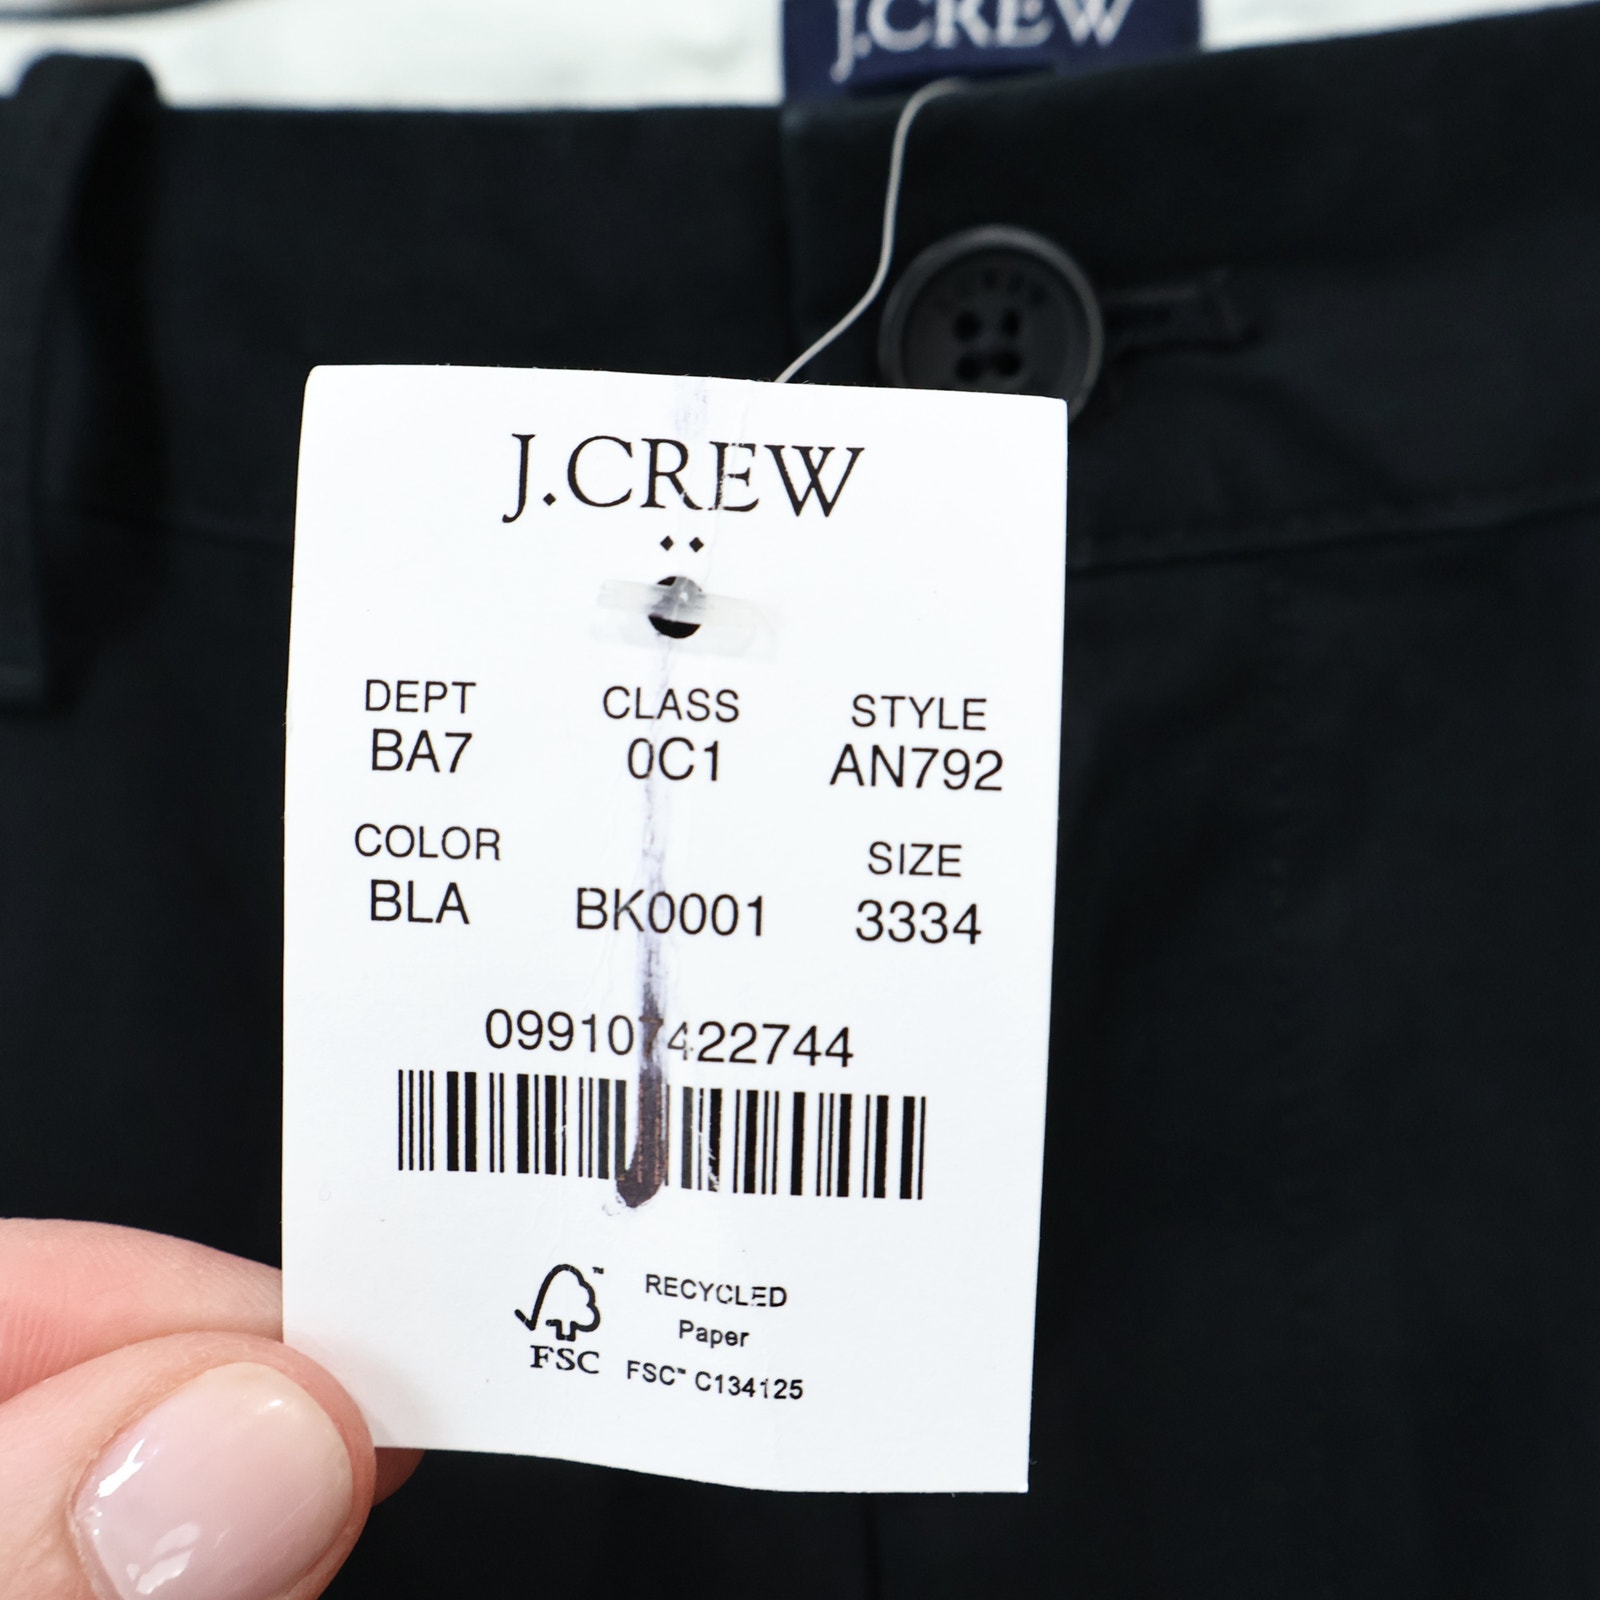 J.CREW
J.CREW
DEPT CLASS STYLE
BA7 0C1 AN792
COLOR SIZE
BLA BK0001 3334
099107422744
RECYCLED
Paper
FSC
FSC™ C134125